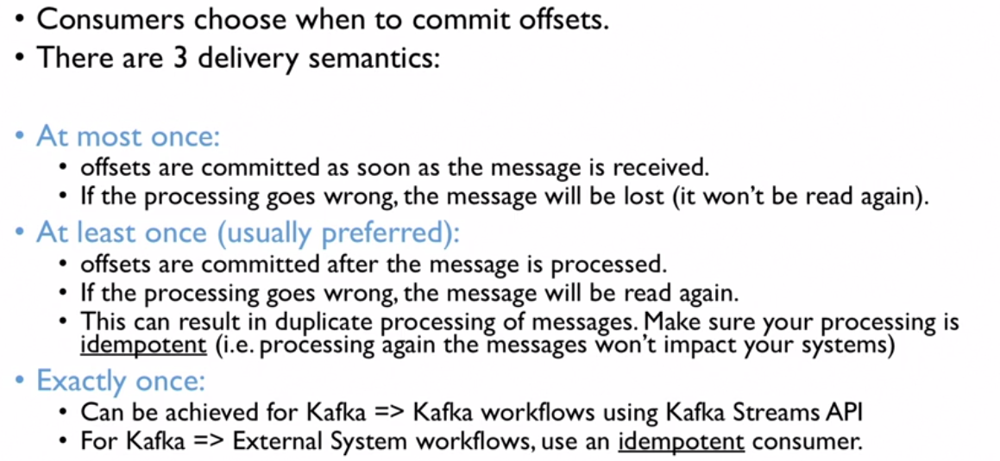 • Consumers choose when to commit offsets.
• There are 3 delivery semantics:
• At most once:
• offsets are committed as soon as the message is received.
• If the processing goes wrong, the message will be lost (it won't be read again).
• At least once (usually preferred):
• offsets are committed after the message is processed.
• If the processing goes wrong, the message will be read again.
• This can result in duplicate processing of messages. Make sure your processing is
idempotent (i.e. processing again the messages won't impact your systems)
• Exactly once:
• Can be achieved for Kafka => Kafka workflows using Kafka Streams API
• For Kafka => External System workflows, use an idempotent consumer.